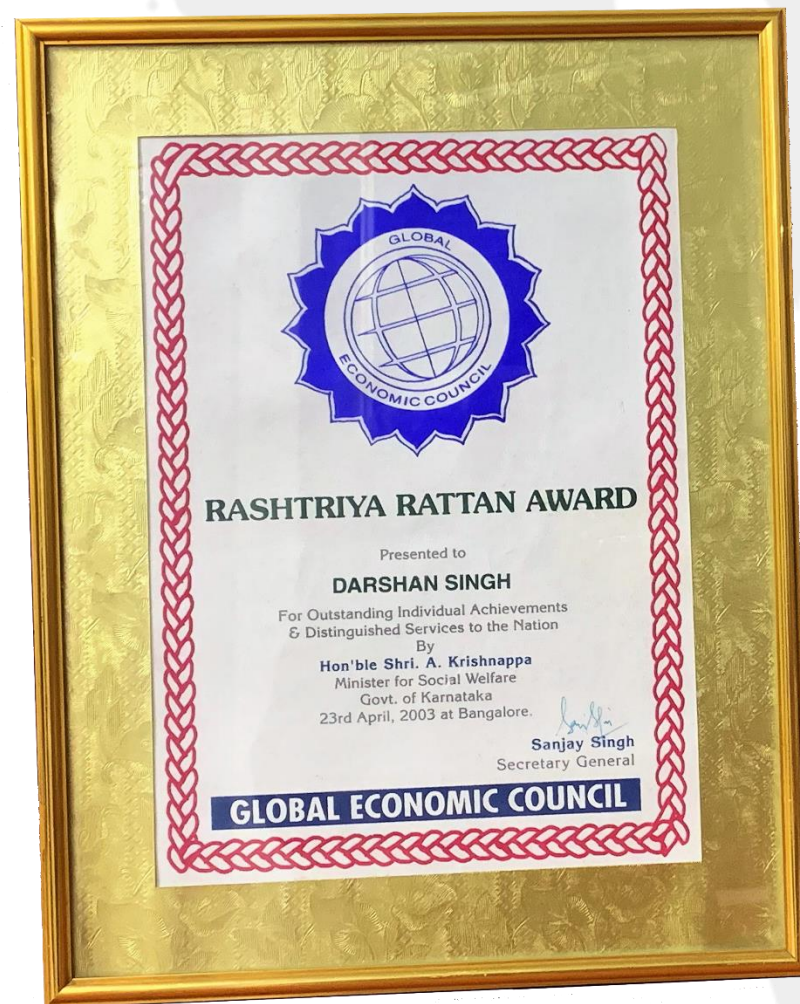 GLOBAL
ECONOMIC COUNCIL
RASHTRIYA RATTAN AWARD
Presented to
DARSHAN SINGH
For Outstanding Individual Achievements
& Distinguished Services to the Nation
By
Hon'ble Shri. A. Krishnappa
Minister for Social Welfare
Govt. of Karnataka
23rd April, 2003 at Bangalore.
Sanjay Singh
Secretary General
GLOBAL ECONOMIC COUNCIL